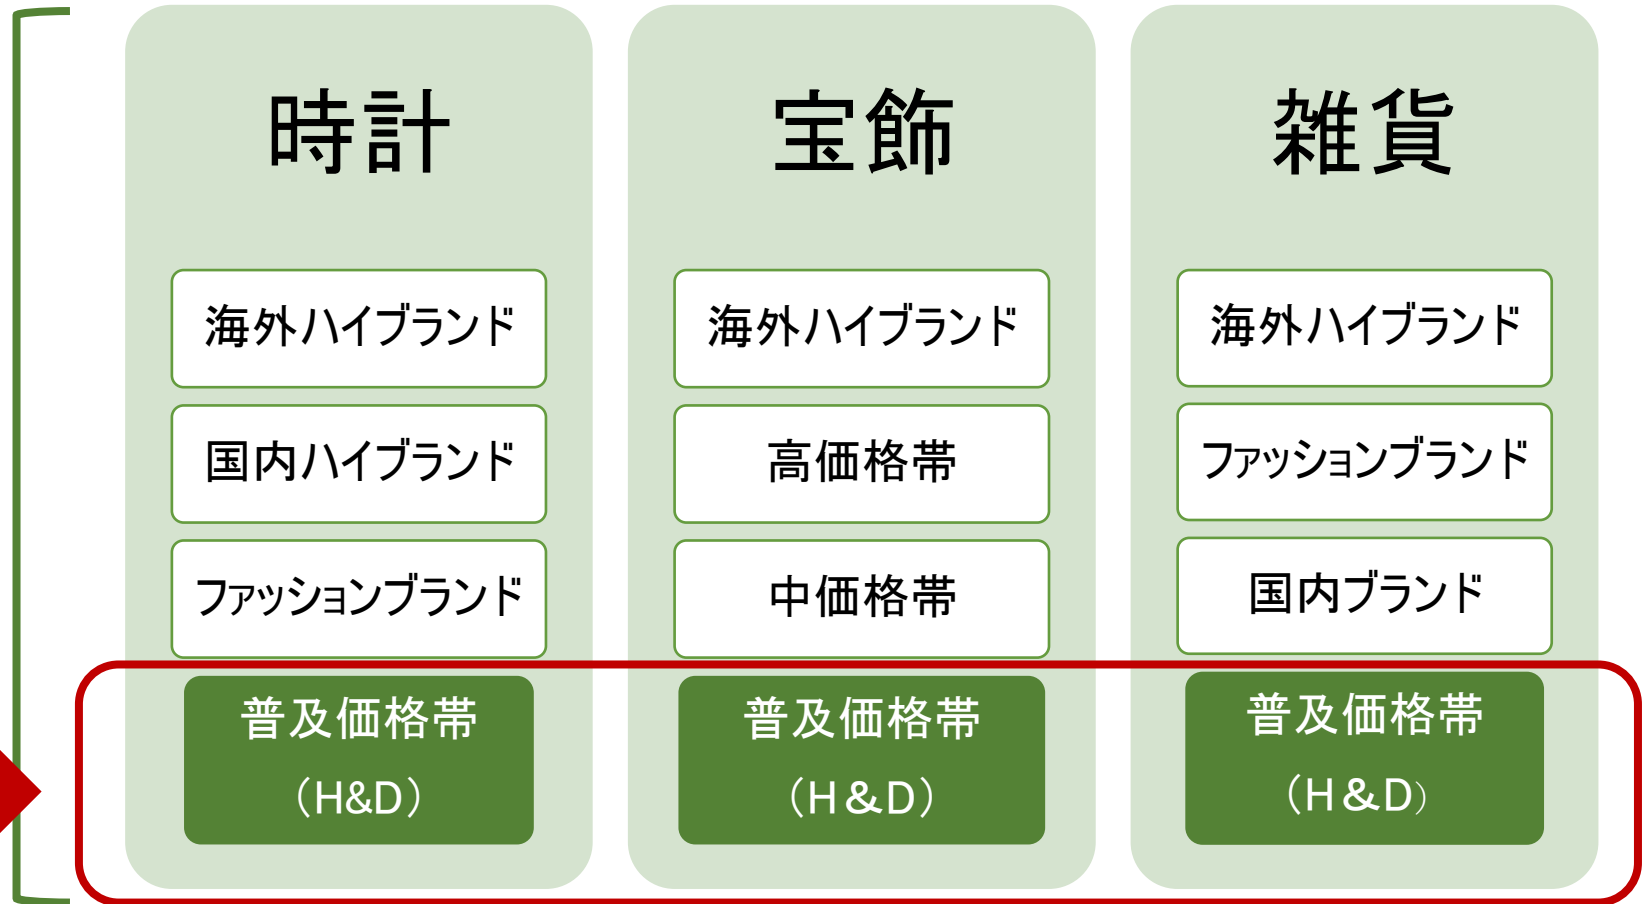 時計
海外ハイブランド
国内ハイブランド
ファッションブランド
普及価格帯
（H&D）
宝飾
海外ハイブランド
高価格帯
中価格帯
普及価格帯
（H＆D）
雑貨
海外ハイブランド
ファッションブランド
国内ブランド
普及価格帯
（H＆D）